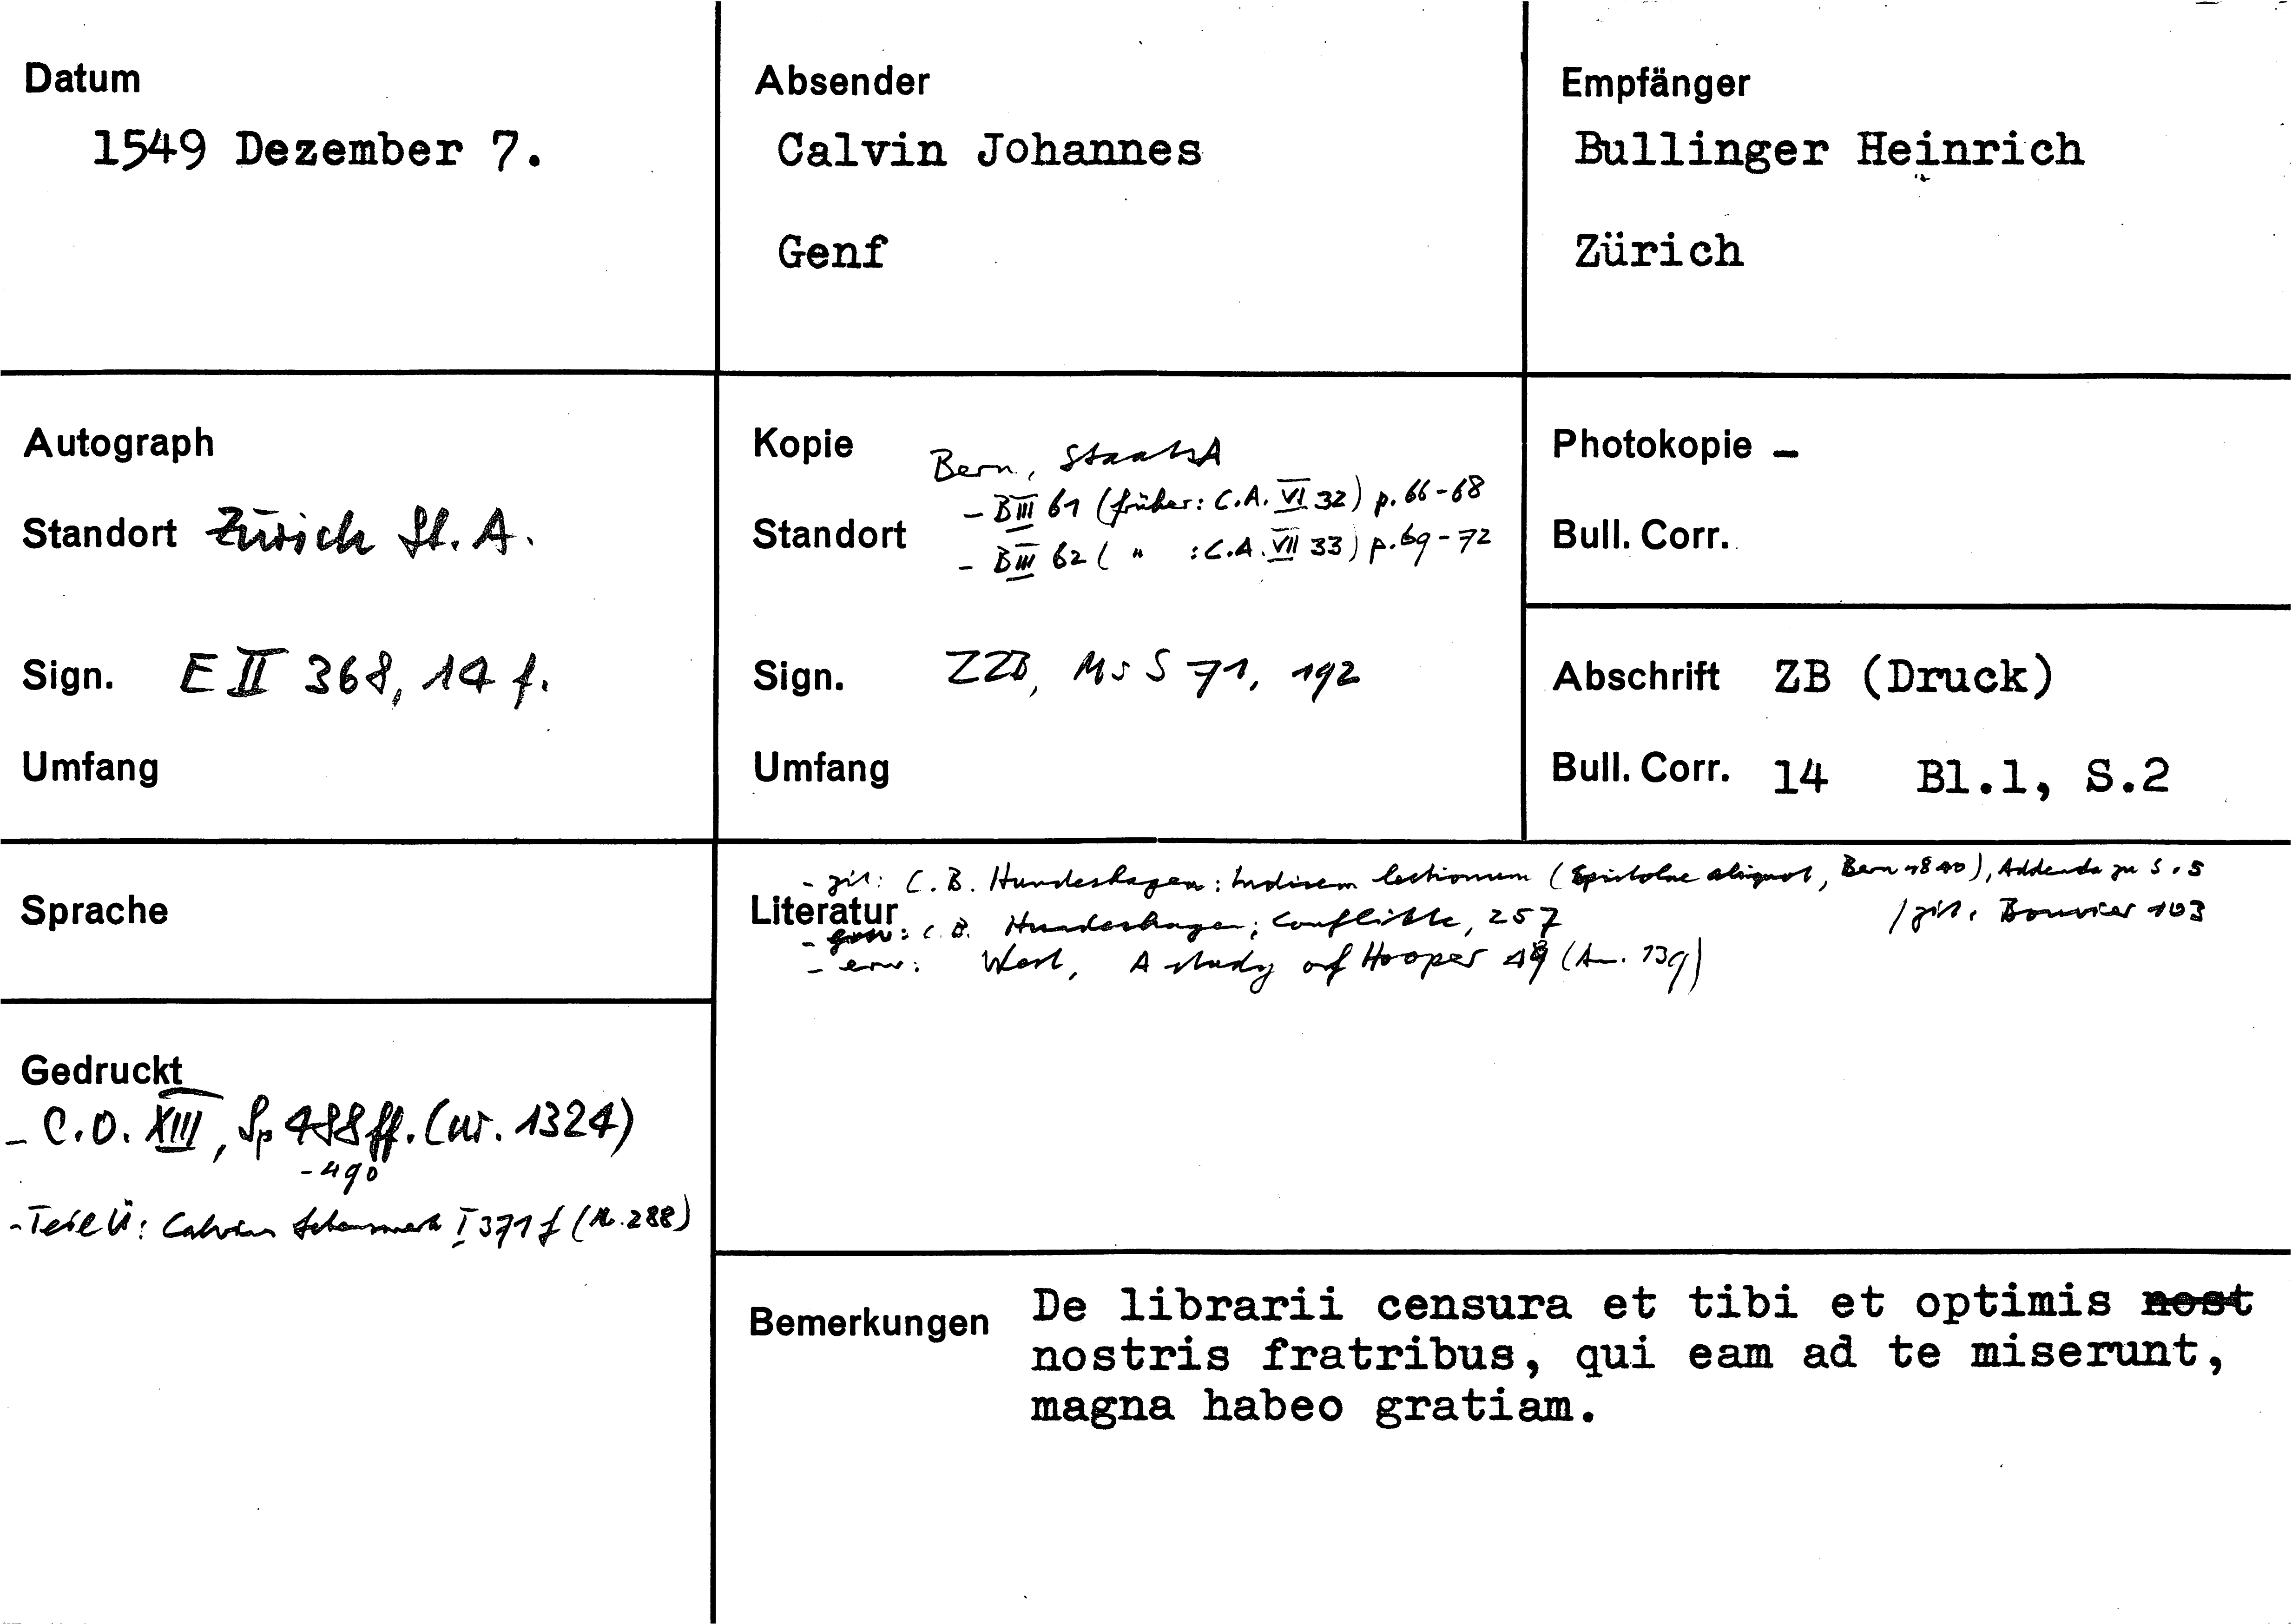 Datum
1549 Dezember 7.
Absender
Calvin Johannes
Genf
Empfänger
Bullinger Heinrich
Zürich
Autograph
Standort Zürich St. A.
Sign. E II 368, 14 f.
Umfang
Kopie Bern, StaatsA
- B III 61 (früher: C.A. VI 32) p. 66-68
Standort
- B III 62 ( " : C.A. VII 33) p. 69-72
Sign. ZZB, Ms S 71, 192
Umfang
Photokopie -
Bull. Corr.
Abschrift ZB (Druck)
Bull. Corr. 14 Bl.1, S.2
Sprache
Gedruckt
- C.O. XIII, Sp 488 ff. (nr. 1324)
-490
- Teil Ü: Calvins Lebenswerk I 371 f (N. 288)
Literatur
- zit: C. B. Hundeshagen: Indicem lectionum (Epistolae aliquot, Bern 1840), Addenda zu S. 5
/ zit. Bouvier 103
: C. B. Hundeshagen; Conflikte, 257
- erw: West, A study of Hooper 49 (A. 139)
Bemerkungen De librarii censura et tibi et optimis nost
nostris fratribus, qui eam ad te miserunt,
magna habeo gratiam.